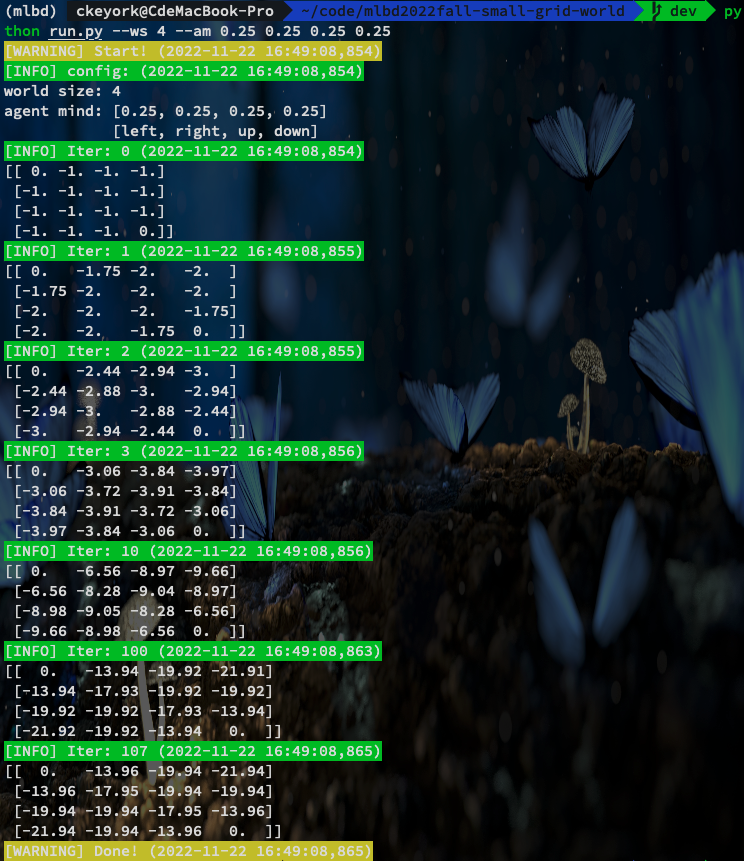 (mlbd) ckeyork@CdeMacBook-Pro ~/code/mlbd2022fall-small-grid-world dev py
thon run.py --ws 4 --am 0.25 0.25 0.25 0.25
[WARNING] Start! (2022-11-22 16:49:08,854)
[INFO] config: (2022-11-22 16:49:08,854)
world size: 4
agent mind: [0.25, 0.25, 0.25, 0.25]
            [left, right, up, down]
[INFO] Iter: 0 (2022-11-22 16:49:08,854)
[[ 0. -1. -1. -1.]
 [-1. -1. -1. -1.]
 [-1. -1. -1. -1.]
 [-1. -1. -1.  0.]]
[INFO] Iter: 1 (2022-11-22 16:49:08,855)
[[ 0.   -1.75 -2.   -2.  ]
 [-1.75 -2.   -2.   -2.  ]
 [-2.   -2.   -2.   -1.75]
 [-2.   -2.   -1.75  0.  ]]
[INFO] Iter: 2 (2022-11-22 16:49:08,855)
[[ 0.   -2.44 -2.94 -3.  ]
 [-2.44 -2.88 -3.   -2.94]
 [-2.94 -3.   -2.88 -2.44]
 [-3.   -2.94 -2.44  0.  ]]
[INFO] Iter: 3 (2022-11-22 16:49:08,856)
[[ 0.   -3.06 -3.84 -3.97]
 [-3.06 -3.72 -3.91 -3.84]
 [-3.84 -3.91 -3.72 -3.06]
 [-3.97 -3.84 -3.06  0.  ]]
[INFO] Iter: 10 (2022-11-22 16:49:08,856)
[[ 0.   -6.56 -8.97 -9.66]
 [-6.56 -8.28 -9.04 -8.97]
 [-8.98 -9.05 -8.28 -6.56]
 [-9.66 -8.98 -6.56  0.  ]]
[INFO] Iter: 100 (2022-11-22 16:49:08,863)
[[  0.   -13.94 -19.92 -21.91]
 [-13.94 -17.93 -19.92 -19.92]
 [-19.92 -19.92 -17.93 -13.94]
 [-21.92 -19.92 -13.94   0.  ]]
[INFO] Iter: 107 (2022-11-22 16:49:08,865)
[[  0.   -13.96 -19.94 -21.94]
 [-13.96 -17.95 -19.94 -19.94]
 [-19.94 -19.94 -17.95 -13.96]
 [-21.94 -19.94 -13.96   0.  ]]
[WARNING] Done! (2022-11-22 16:49:08,865)